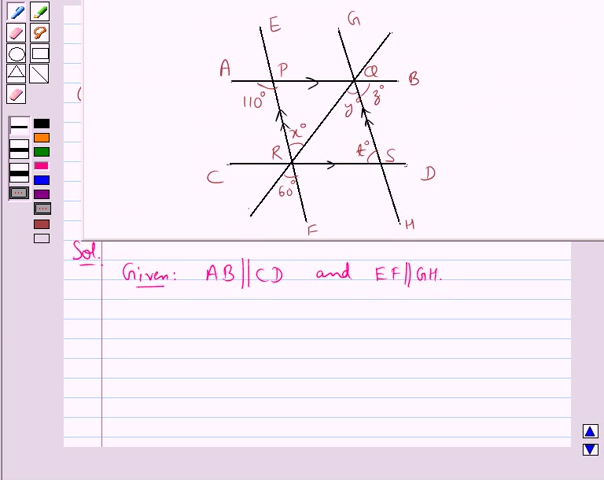 E
G
A P Q B
110° y° z°
x°
R t° S
C D
60°
F H
Sol.
Given: AB||CD and EF||GH.